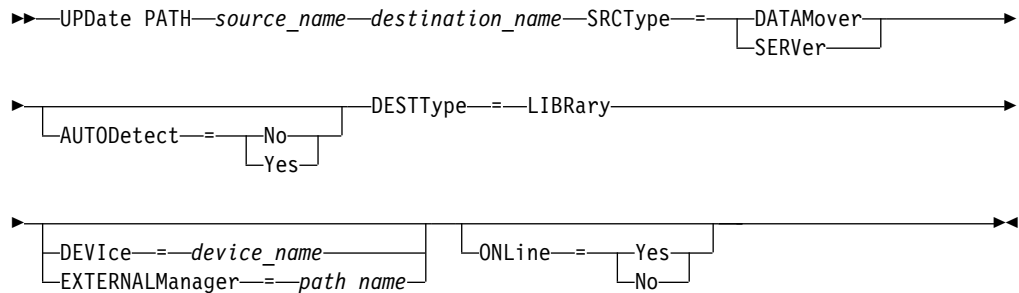 UPDate PATH source_name destination_name SRCType = DATAMover
SERVer
AUTODetect = No
Yes
DESTType = LIBRary
DEVIce = device_name
EXTERNALManager = path name
ONLine = Yes
No